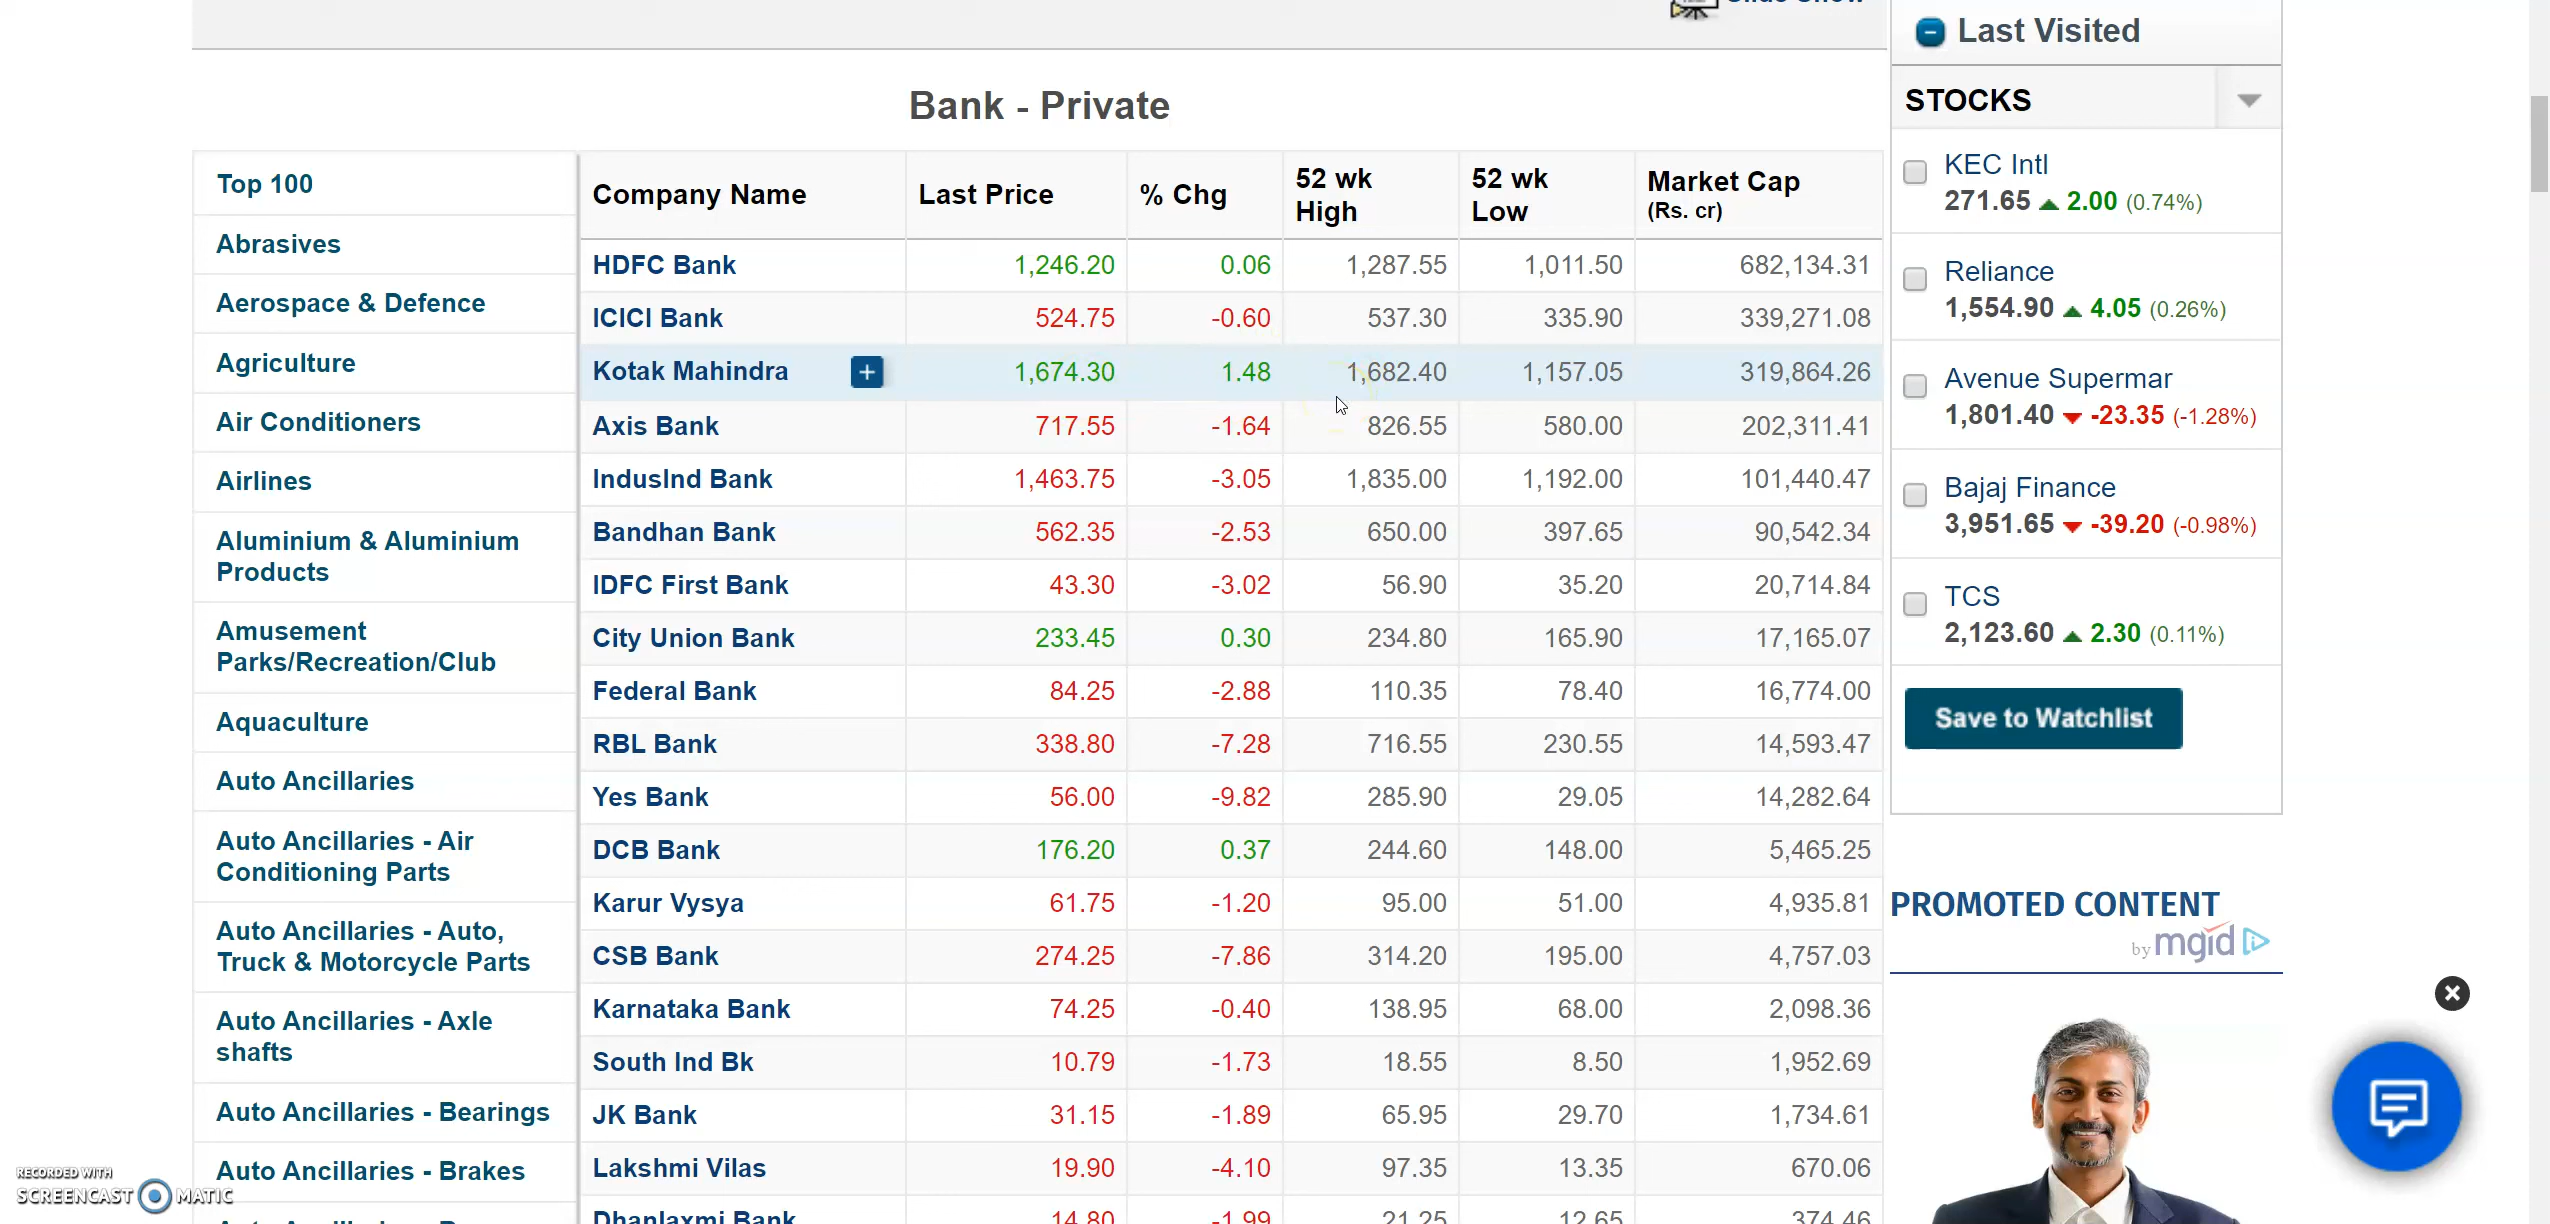 Bank - Private
Top 100
Abrasives
Aerospace & Defence
Agriculture
Air Conditioners
Airlines
Aluminium & Aluminium
Products
Amusement
Parks/Recreation/Club
Aquaculture
Auto Ancillaries
Auto Ancillaries - Air
Conditioning Parts
Auto Ancillaries - Auto,
Truck & Motorcycle Parts
Auto Ancillaries - Axle
shafts
Auto Ancillaries - Bearings
Auto Ancillaries - Brakes
Company Name Last Price % Chg 52 wk High 52 wk Low Market Cap (Rs. cr)
HDFC Bank 1,246.20 0.06 1,287.55 1,011.50 682,134.31
ICICI Bank 524.75 -0.60 537.30 335.90 339,271.08
Kotak Mahindra + 1,674.30 1.48 1,682.40 1,157.05 319,864.26
Axis Bank 717.55 -1.64 826.55 580.00 202,311.41
IndusInd Bank 1,463.75 -3.05 1,835.00 1,192.00 101,440.47
Bandhan Bank 562.35 -2.53 650.00 397.65 90,542.34
IDFC First Bank 43.30 -3.02 56.90 35.20 20,714.84
City Union Bank 233.45 0.30 234.80 165.90 17,165.07
Federal Bank 84.25 -2.88 110.35 78.40 16,774.00
RBL Bank 338.80 -7.28 716.55 230.55 14,593.47
Yes Bank 56.00 -9.82 285.90 29.05 14,282.64
DCB Bank 176.20 0.37 244.60 148.00 5,465.25
Karur Vysya 61.75 -1.20 95.00 51.00 4,935.81
CSB Bank 274.25 -7.86 314.20 195.00 4,757.03
Karnataka Bank 74.25 -0.40 138.95 68.00 2,098.36
South Ind Bk 10.79 -1.73 18.55 8.50 1,952.69
JK Bank 31.15 -1.89 65.95 29.70 1,734.61
Lakshmi Vilas 19.90 -4.10 97.35 13.35 670.06
Dhanlaxmi Bank 14.80 -1.99 21.25 12.65 374.46
Last Visited
STOCKS
KEC Intl
271.65 2.00 (0.74%)
Reliance
1,554.90 4.05 (0.26%)
Avenue Supermar
1,801.40 -23.35 (-1.28%)
Bajaj Finance
3,951.65 -39.20 (-0.98%)
TCS
2,123.60 2.30 (0.11%)
Save to Watchlist
PROMOTED CONTENT
by mgid
RECORDED WITH
SCREENCAST MATIC